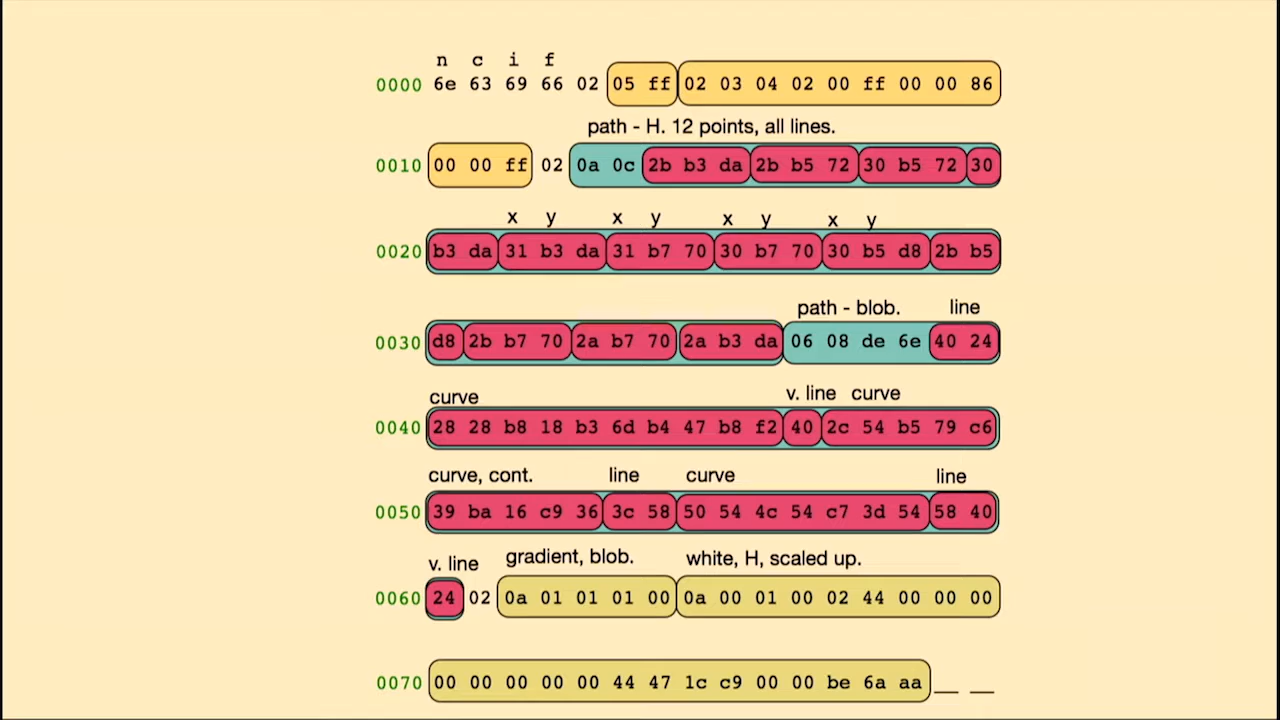 n c i f
0000 6e 63 69 66 02 05 ff 02 03 04 02 00 ff 00 00 86
path - H. 12 points, all lines.
0010 00 00 ff 02 0a 0c 2b b3 da 2b b5 72 30 b5 72 30
x y x y x y x y
0020 b3 da 31 b3 da 31 b7 70 30 b7 70 30 b5 d8 2b b5
path - blob. line
0030 d8 2b b7 70 2a b7 70 2a b3 da 06 08 de 6e 40 24
curve v. line curve
0040 28 28 b8 18 b3 6d b4 47 b8 f2 40 2c 54 b5 79 c6
curve, cont. line curve line
0050 39 ba 16 c9 36 3c 58 50 54 4c 54 c7 3d 54 58 40
v. line gradient, blob. white, H, scaled up.
0060 24 02 0a 01 01 01 00 0a 00 01 00 02 44 00 00 00
0070 00 00 00 00 00 44 47 1c c9 00 00 be 6a aa __ __